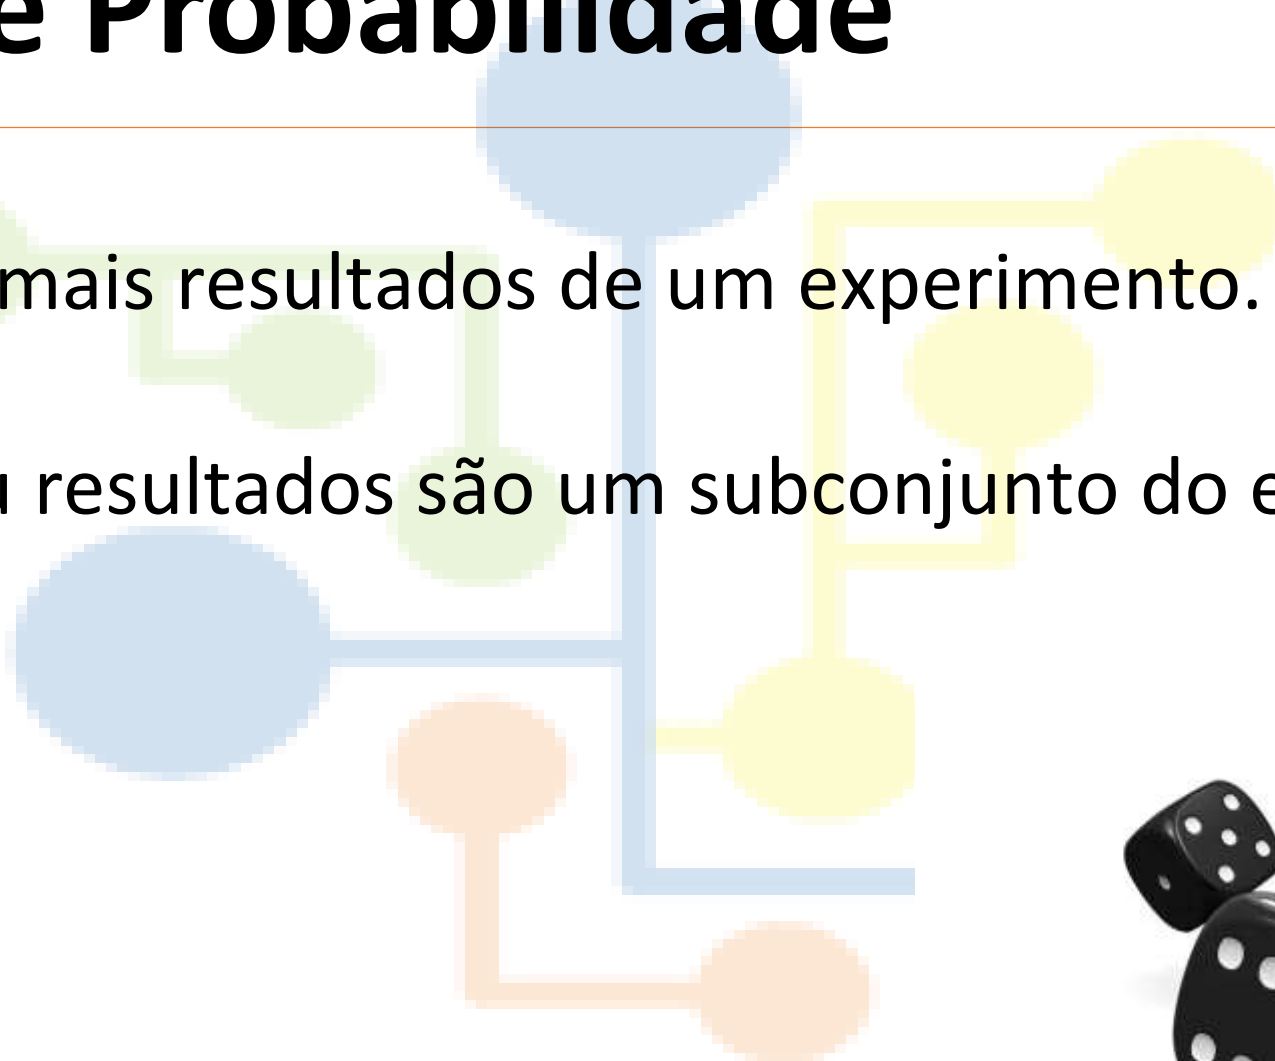 e Probabilidade
mais resultados de um experimento.
resultados são um subconjunto do e